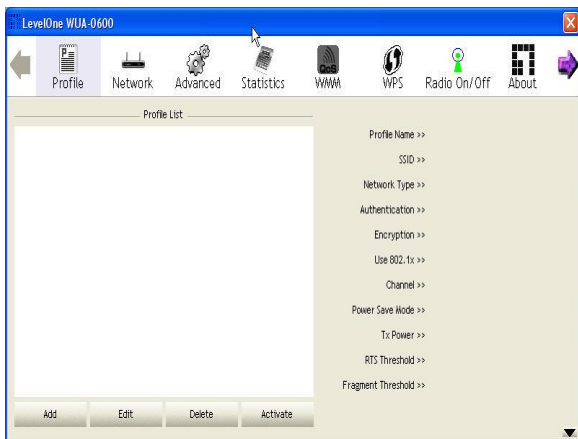 LevelOne WUA-0600
Profile Network Advanced Statistics QoS WMM WPS Radio On/Off About
Profile List
Profile Name >>
SSID >>
Network Type >>
Authentication >>
Encryption >>
Use 802.1x >>
Channel >>
Power Save Mode >>
Tx Power >>
RTS Threshold >>
Fragment Threshold >>
Add Edit Delete Activate